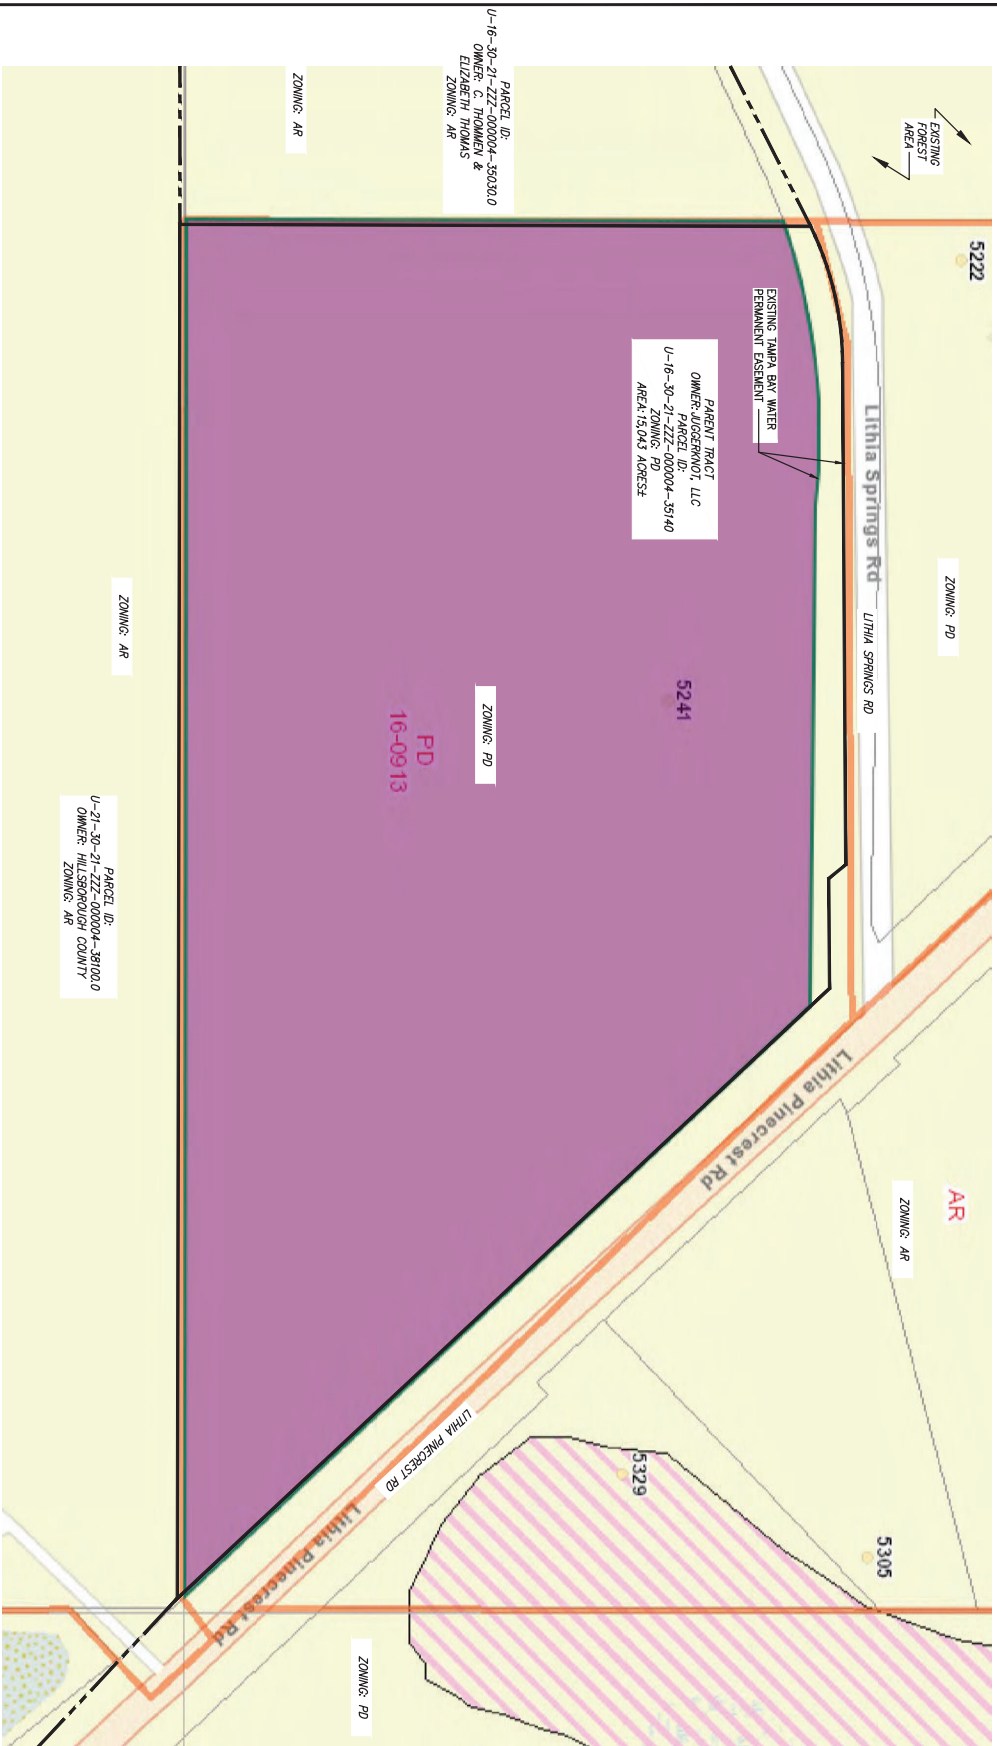 EXISTING
FOREST
AREA
5222
PARCEL ID:
U-16-30-21-ZZZ-000004-35030.0
OWNER: C. THOMMEN &
ELIZABETH THOMAS
ZONING: AR
ZONING: AR
EXISTING TAMPA BAY WATER
PERMANENT EASEMENT
PARENT TRACT
OWNER: JUGGERKNOT, LLC
PARCEL ID:
U-16-30-21-ZZZ-000004-35140
ZONING: PD
AREA: 15,043 ACRES±
Lithia Springs Rd
LITHIA SPRINGS RD
ZONING: PD
5241
ZONING: PD
PD
16-0913
ZONING: AR
PARCEL ID:
U-21-30-21-ZZZ-000004-38100.0
OWNER: HILLSBOROUGH COUNTY
ZONING: AR
Lithia Pinecrest Rd
AR
ZONING: AR
LITHIA PINECREST RD
Lithia Pinecrest Rd
5329
5305
ZONING: PD